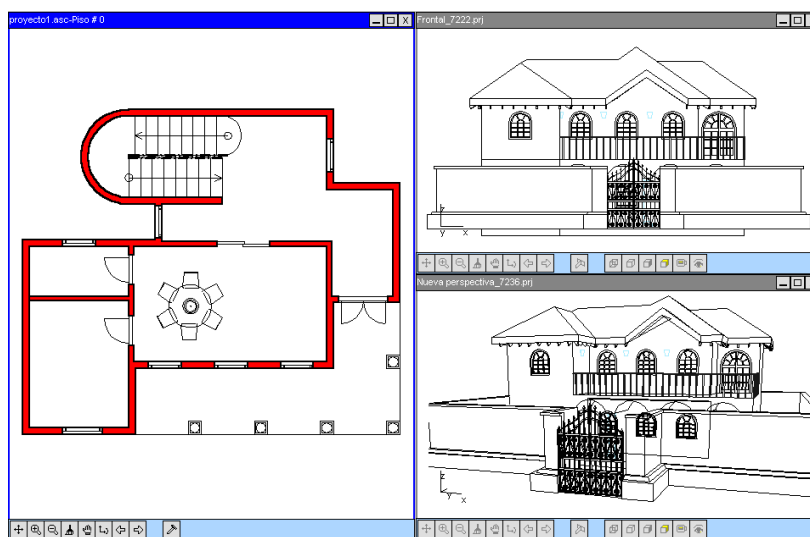 proyecto1.asc-Piso # 0
Frontal_7222.prj
z
y x
Nueva perspectiva_7236.prj
z
y x